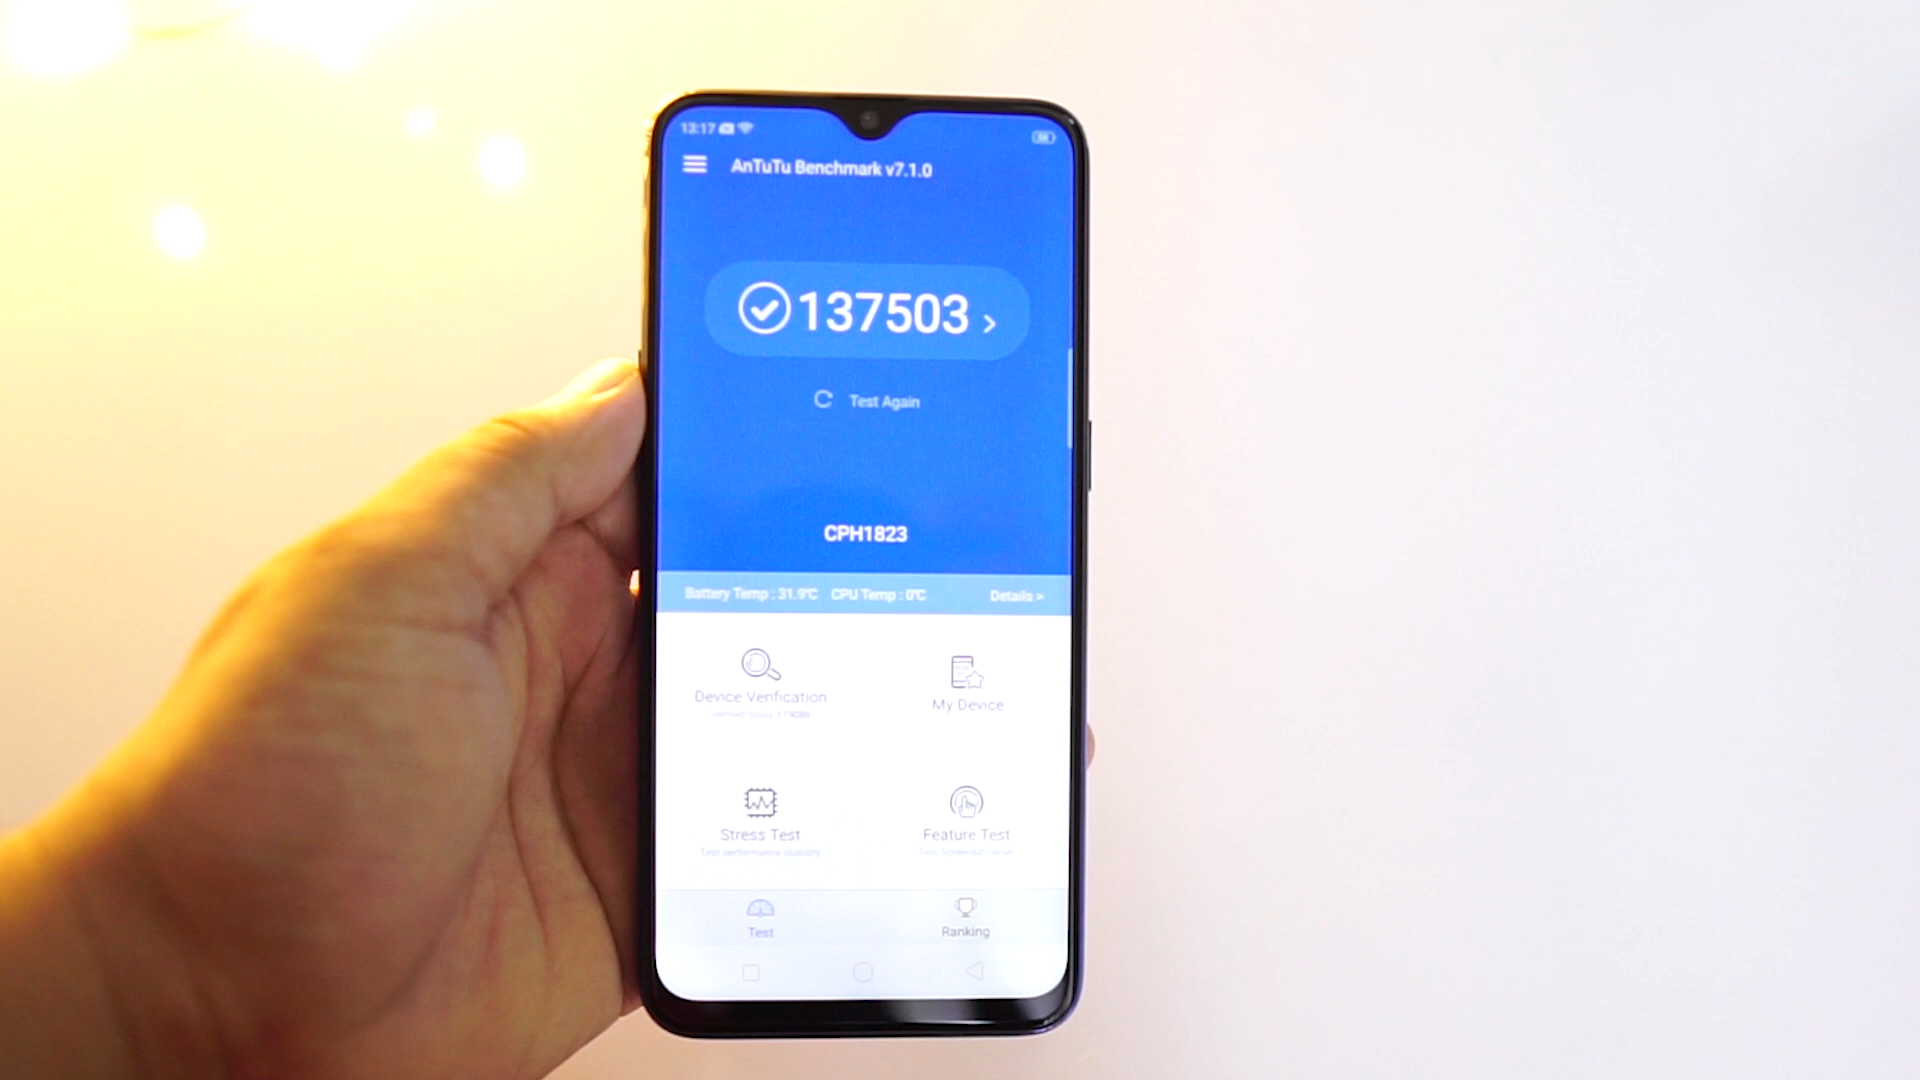 13:17
AnTuTu Benchmark v7.1.0
137503 >
Test Again
CPH1823
Battery Temp : 31.9℃ CPU Temp : 0℃ Details >
Device Verification
My Device
Stress Test
Test performance stability
Feature Test
Test
Ranking